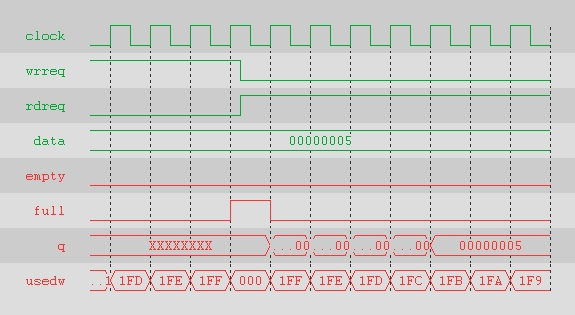 clock
wrreq
rdreq
data 00000005
empty
full
q XXXXXXXX ...00 ...00 ...00 ...00 00000005
usedw ...1 1FD 1FE 1FF 000 1FF 1FE 1FD 1FC 1FB 1FA 1F9